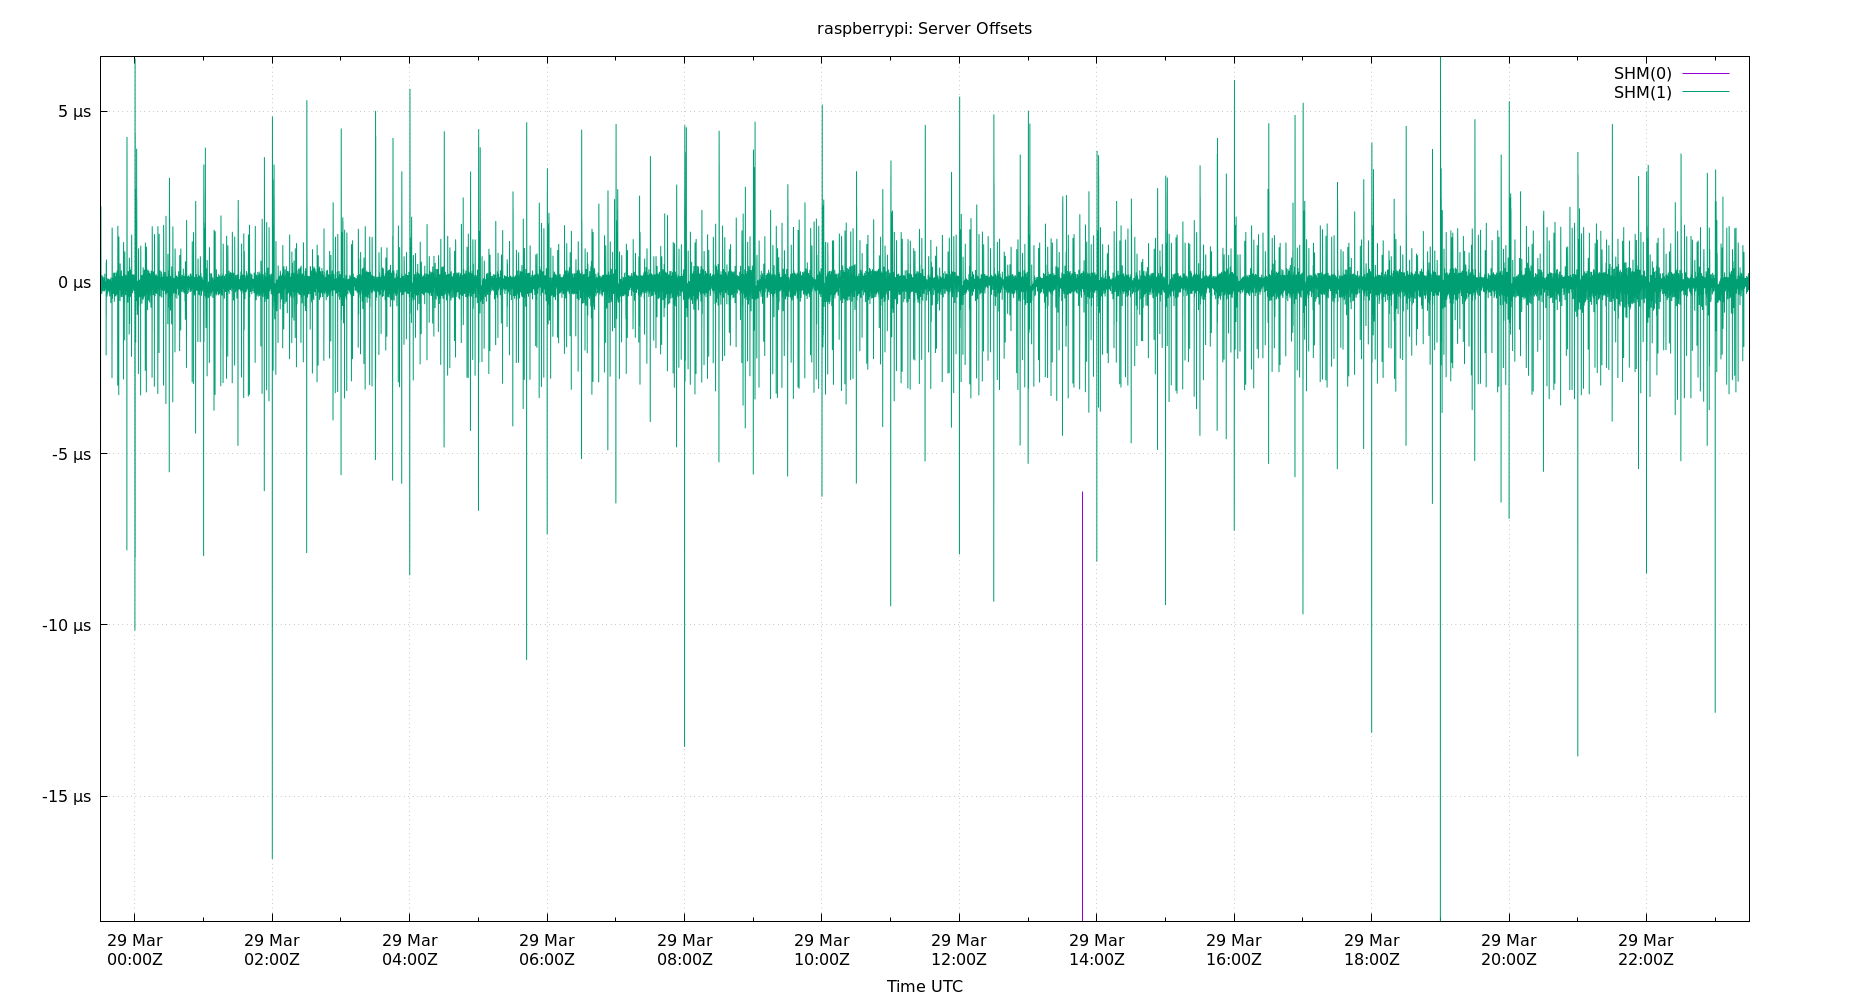 raspberrypi: Server Offsets
SHM(0)
SHM(1)
5 µs
0 µs
-5 µs
-10 µs
-15 µs
29 Mar 29 Mar 29 Mar 29 Mar 29 Mar 29 Mar 29 Mar 29 Mar 29 Mar 29 Mar 29 Mar 29 Mar
00:00Z 02:00Z 04:00Z 06:00Z 08:00Z 10:00Z 12:00Z 14:00Z 16:00Z 18:00Z 20:00Z 22:00Z
Time UTC